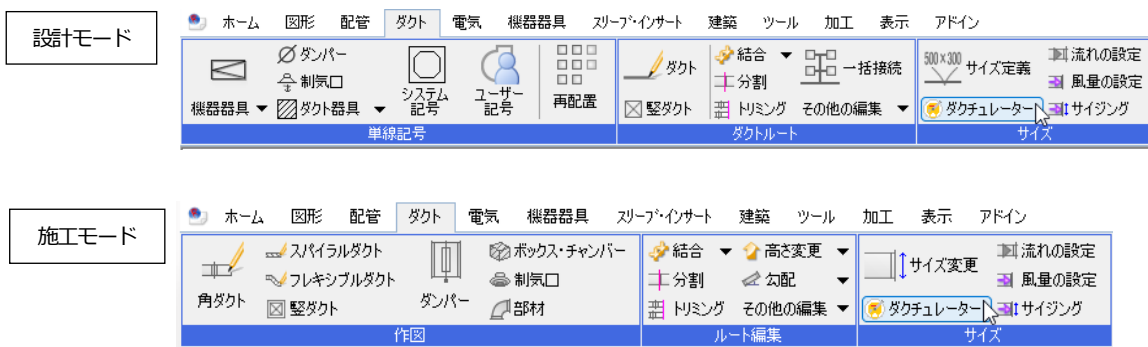 設計モード
ホーム 図形 配管 ダクト 電気 機器器具 スリーブ・インサート 建築 ツール 加工 表示 アドイン
機器器具
ダンパー
制気口
ダクト器具
システム
記号
ユーザー
記号
再配置
単線記号
ダクト
竪ダクト
結合
分割
トリミング
一括接続
その他の編集
ダクトルート
500×300
サイズ定義
ダクチュレーター
流れの設定
風量の設定
サイジング
サイズ
施工モード
ホーム 図形 配管 ダクト 電気 機器器具 スリーブ・インサート 建築 ツール 加工 表示 アドイン
角ダクト
スパイラルダクト
フレキシブルダクト
竪ダクト
ダンパー
ボックス・チャンバー
制気口
部材
作図
結合
分割
トリミング
高さ変更
勾配
その他の編集
ルート編集
サイズ変更
ダクチュレーター
流れの設定
風量の設定
サイジング
サイズ